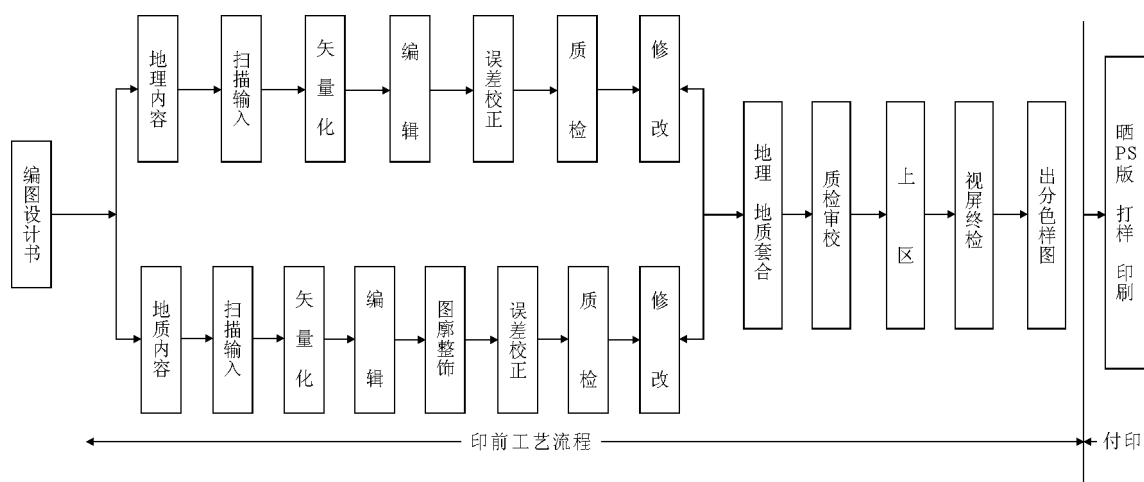 编图设计书
地理内容
扫描输入
矢量化
编辑
误差校正
质检
修改
地质内容
扫描输入
矢量化
编辑
图廓整饰
误差校正
质检
修改
地理 地质套合
质检审校
上区
视屏终检
出分色样图
晒PS版 打样 印刷
印前工艺流程
付印